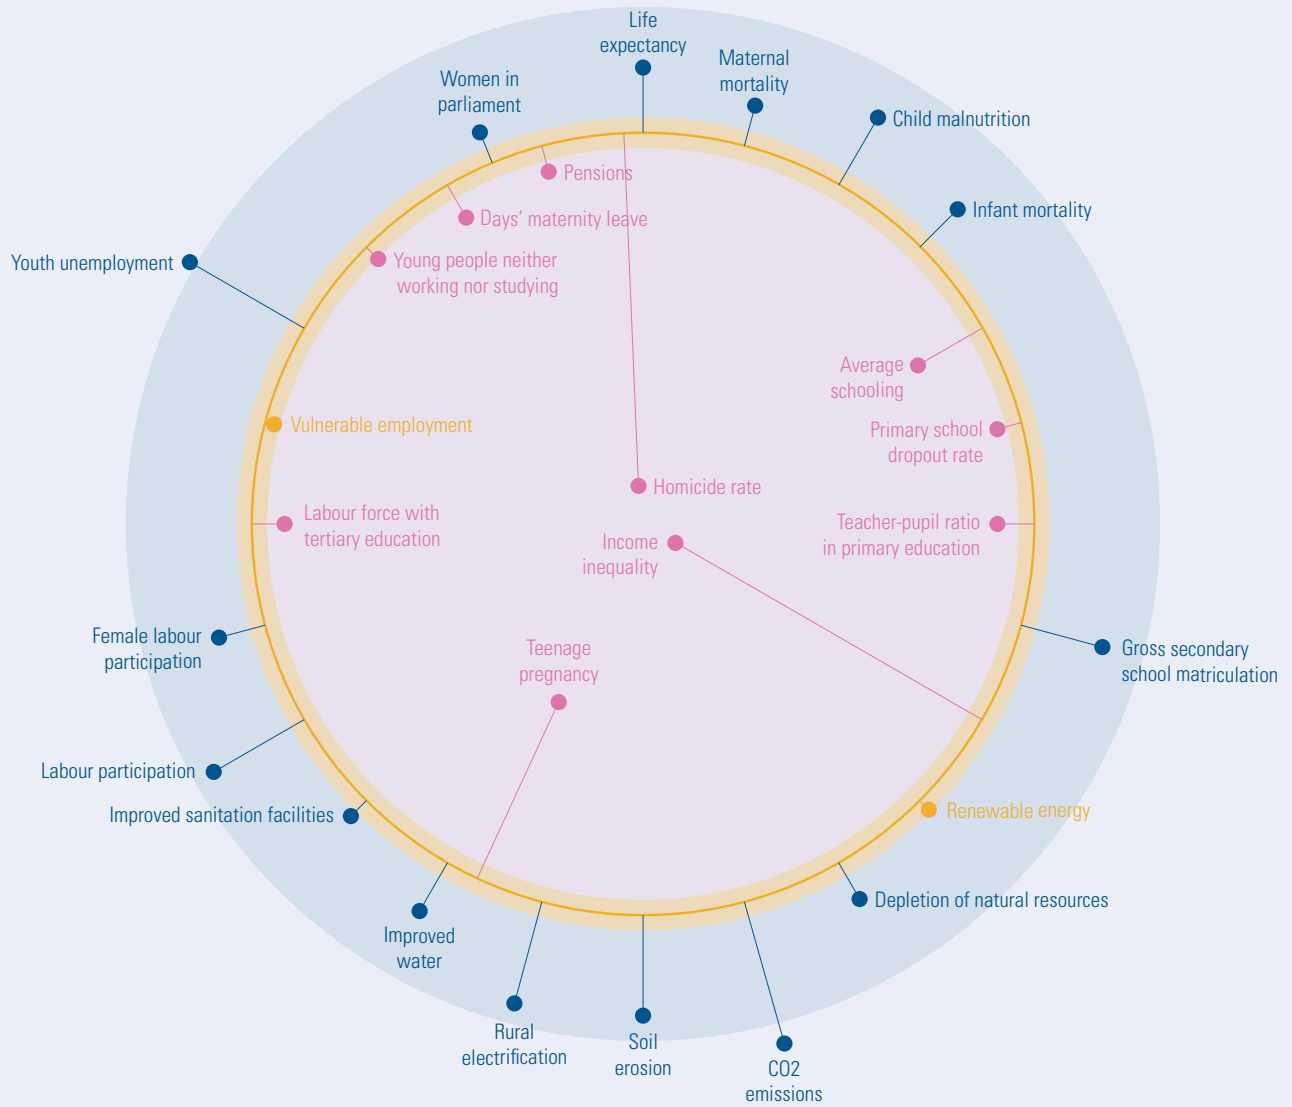 Life
expectancy
Maternal
mortality
Women in
parliament
Child malnutrition
Pensions
Days' maternity leave
Infant mortality
Young people neither
working nor studying
Youth unemployment
Average
schooling
Vulnerable employment
Primary school
dropout rate
Homicide rate
Labour force with
tertiary education
Teacher-pupil ratio
in primary education
Income
inequality
Female labour
participation
Teenage
pregnancy
Gross secondary
school matriculation
Labour participation
Improved sanitation facilities
Renewable energy
Depletion of natural resources
Improved
water
Rural
electrification
Soil
erosion
CO2
emissions